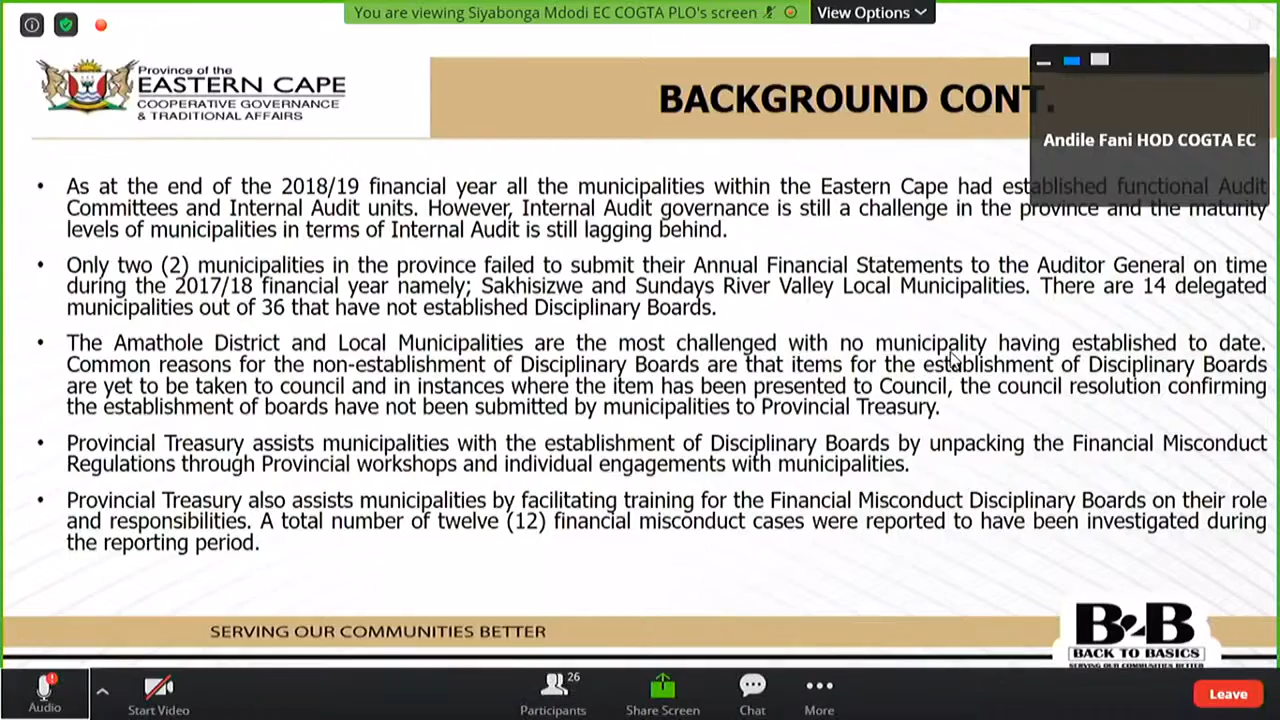 You are viewing Siyabonga Mdodi EC COGTA PLO's screen
View Options
Province of the
EASTERN CAPE
COOPERATIVE GOVERNANCE
& TRADITIONAL AFFAIRS
BACKGROUND CONT.
Andile Fani HOD COGTA EC
• As at the end of the 2018/19 financial year all the municipalities within the Eastern Cape had established functional Audit
Committees and Internal Audit units. However, Internal Audit governance is still a challenge in the province and the maturity
levels of municipalities in terms of Internal Audit is still lagging behind.
• Only two (2) municipalities in the province failed to submit their Annual Financial Statements to the Auditor General on time
during the 2017/18 financial year namely; Sakhisizwe and Sundays River Valley Local Municipalities. There are 14 delegated
municipalities out of 36 that have not established Disciplinary Boards.
• The Amathole District and Local Municipalities are the most challenged with no municipality having established to date.
Common reasons for the non-establishment of Disciplinary Boards are that items for the establishment of Disciplinary Boards
are yet to be taken to council and in instances where the item has been presented to Council, the council resolution confirming
the establishment of boards have not been submitted by municipalities to Provincial Treasury.
• Provincial Treasury assists municipalities with the establishment of Disciplinary Boards by unpacking the Financial Misconduct
Regulations through Provincial workshops and individual engagements with municipalities.
• Provincial Treasury also assists municipalities by facilitating training for the Financial Misconduct Disciplinary Boards on their role
and responsibilities. A total number of twelve (12) financial misconduct cases were reported to have been investigated during
the reporting period.
SERVING OUR COMMUNITIES BETTER
B2B
BACK TO BASICS
SERVING OUR COMMUNITIES BETTER
Audio
Start Video
26
Participants
Share Screen
Chat
More
Leave